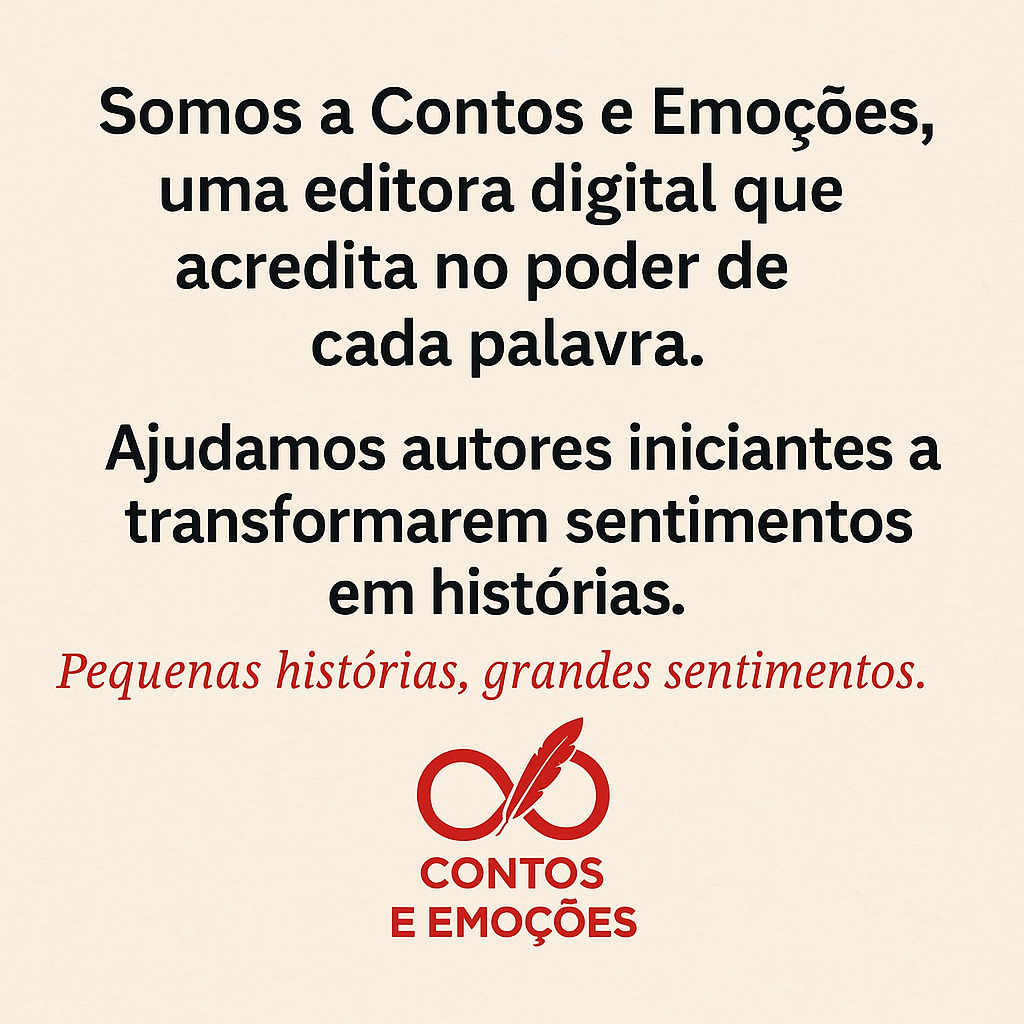 Somos a Contos e Emoções,
uma editora digital que
acredita no poder de
cada palavra.
Ajudamos autores iniciantes a
transformarem sentimentos
em histórias.
Pequenas histórias, grandes sentimentos.
CONTOS
E EMOÇÕES